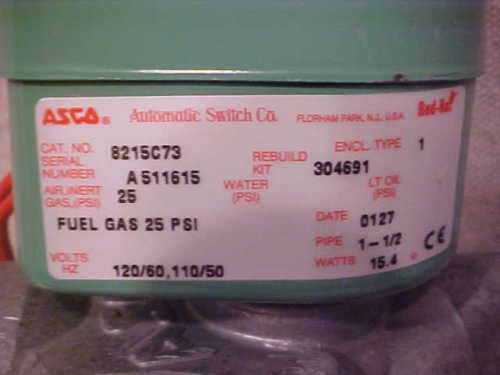 ASCO® Automatic Switch Co. FLORHAM PARK, N.J., U.S.A. Red-Hat
CAT. NO. 8215C73 ENCL. TYPE 1
SERIAL NUMBER A511615 REBUILD KIT 304691
AIR/INERT GAS,(PSI) 25 WATER (PSI) LT OIL (PSI)
FUEL GAS 25 PSI DATE 0127
PIPE 1-1/2
VOLTS HZ 120/60,110/50 WATTS 15.4 CE